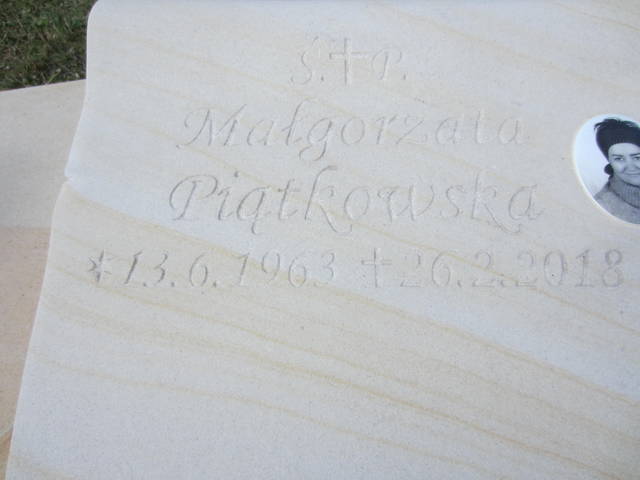 Ś.✝P.
Małgorzata
Piątkowska
*13.6.1963 ✝26.2.2018